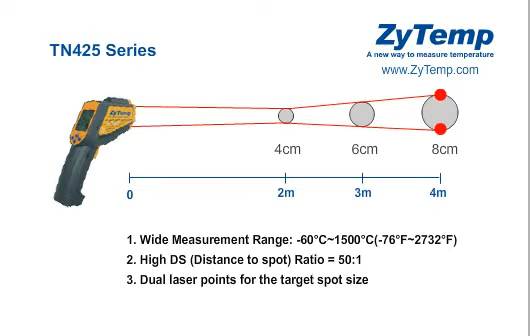 ZyTemp
A new way to measure temperature
www.ZyTemp.com
TN425 Series
ZyTemp
4cm 6cm 8cm
0 2m 3m 4m
1. Wide Measurement Range: -60°C~1500°C(-76°F~2732°F)
2. High DS (Distance to spot) Ratio = 50:1
3. Dual laser points for the target spot size